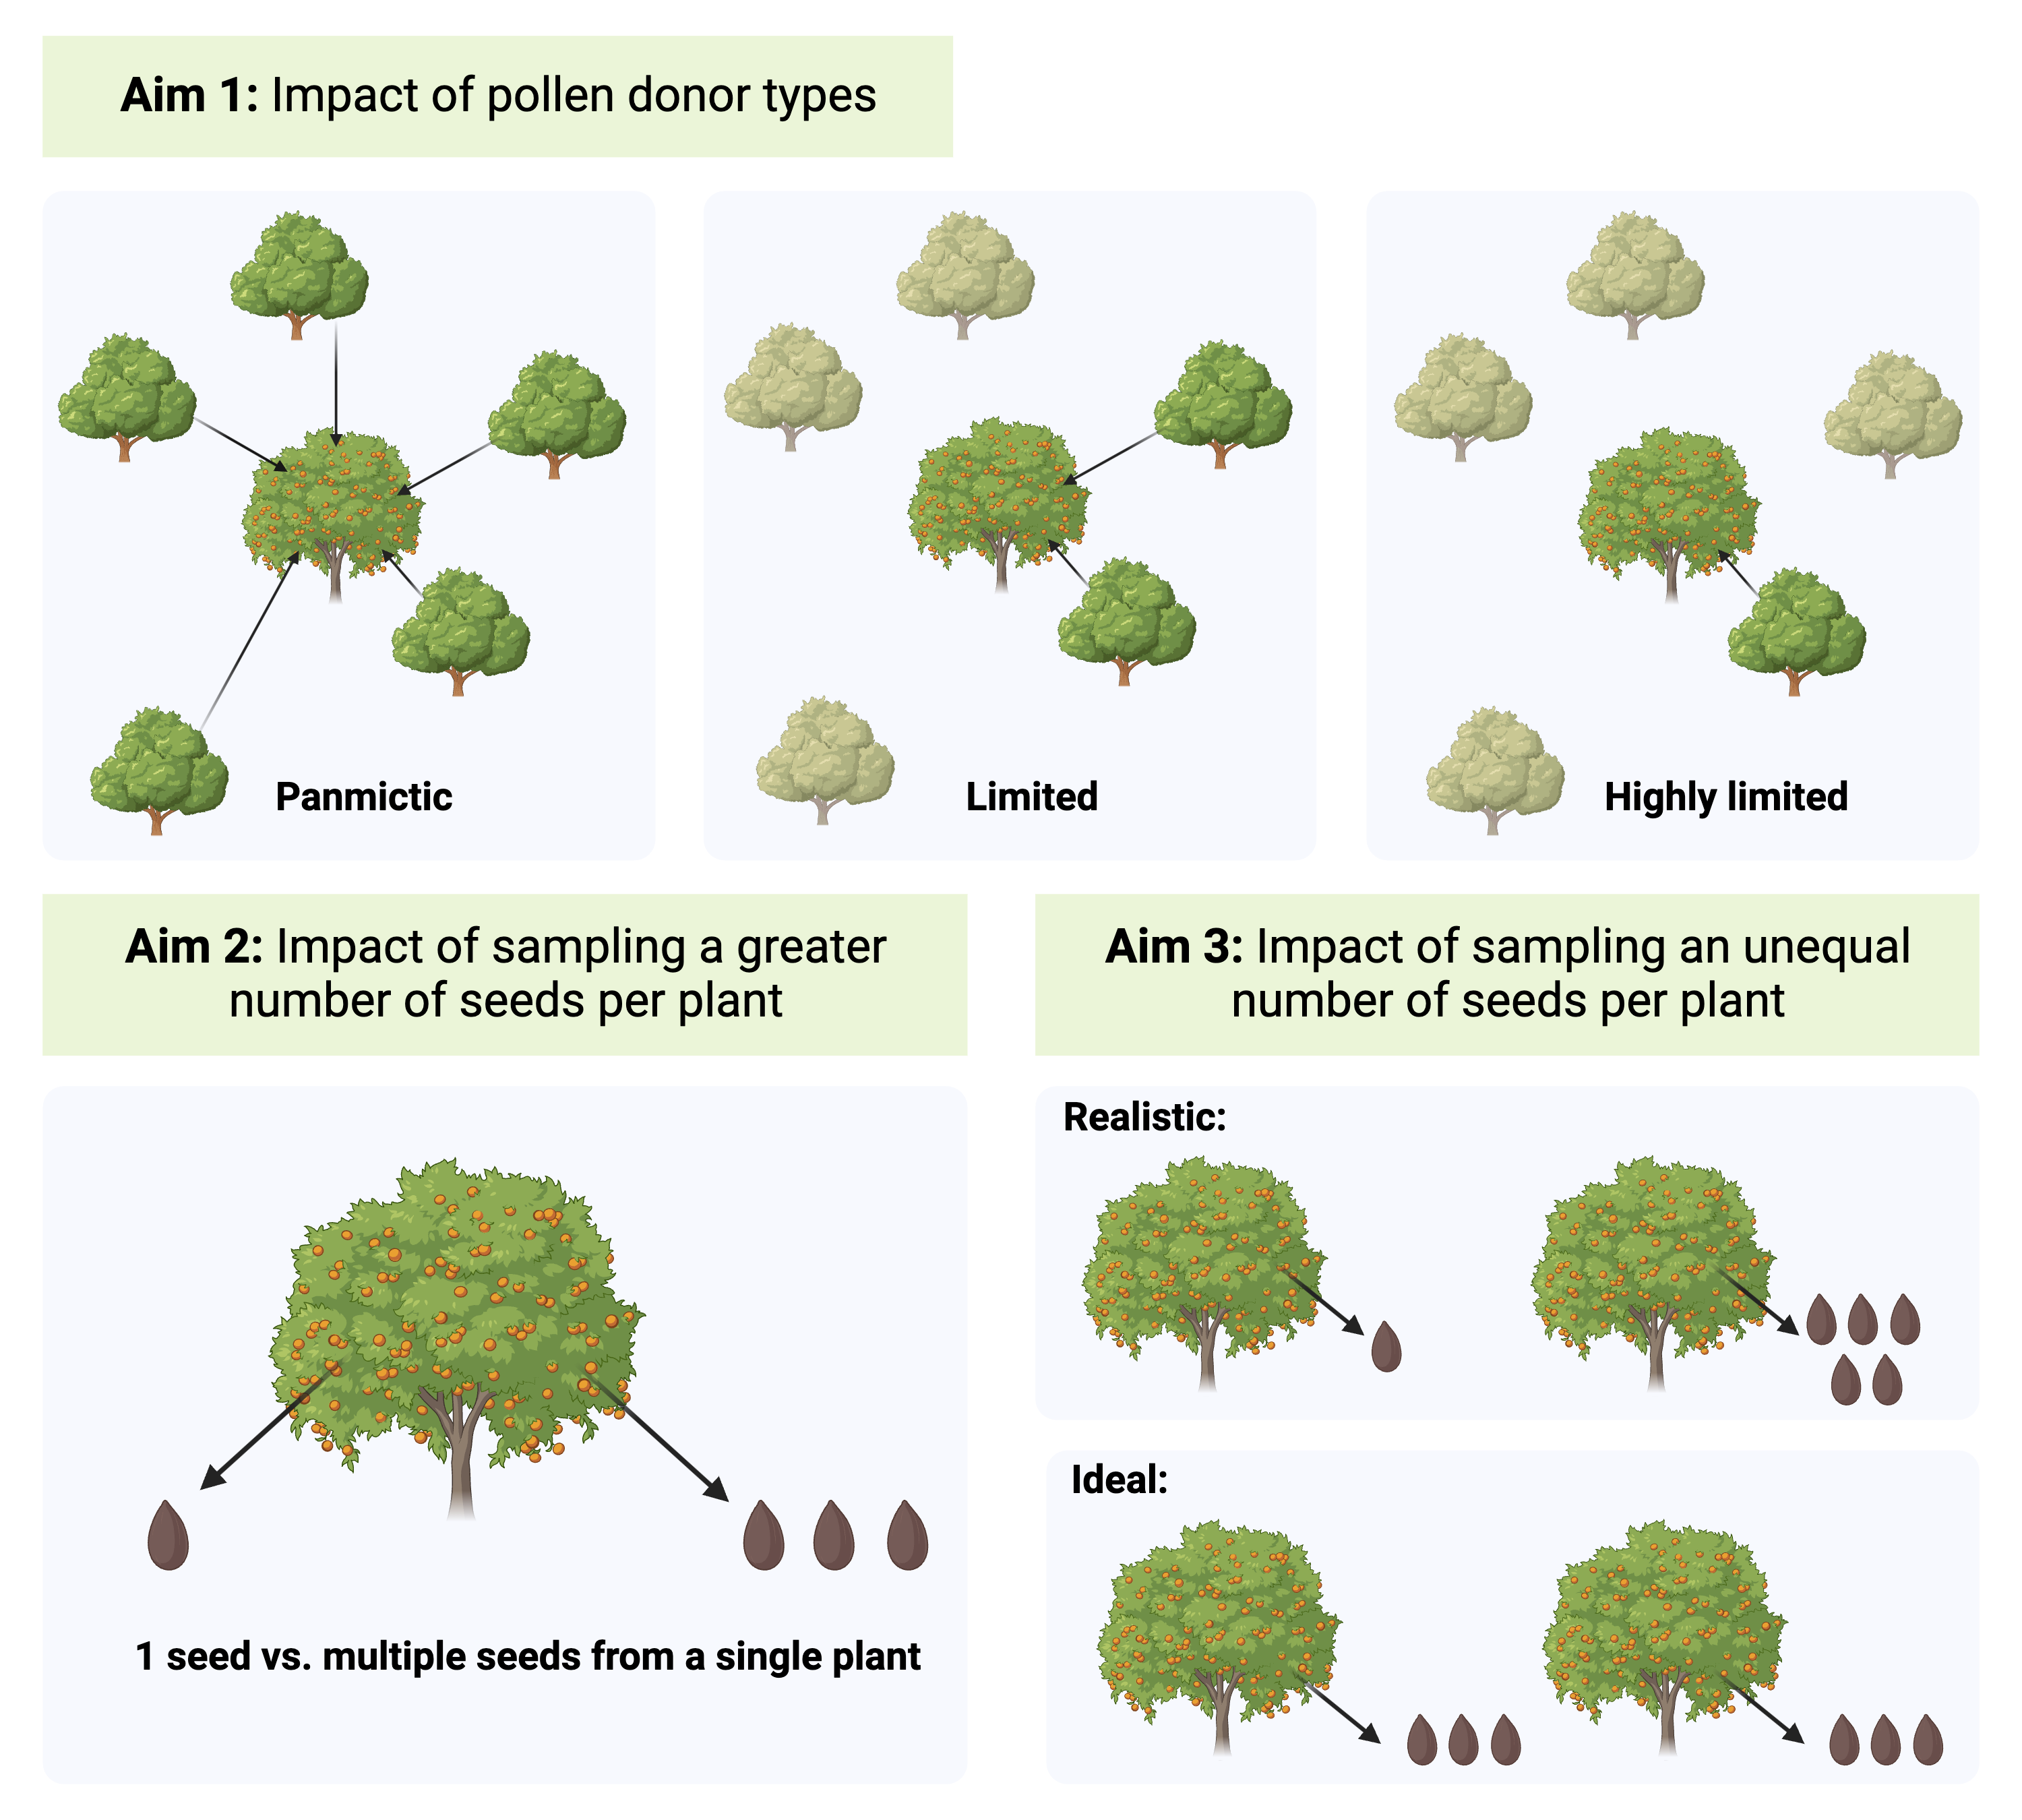 Aim 1: Impact of pollen donor types
Panmictic
Limited
Highly limited
Aim 2: Impact of sampling a greater
number of seeds per plant
1 seed vs. multiple seeds from a single plant
Aim 3: Impact of sampling an unequal
number of seeds per plant
Realistic:
Ideal: